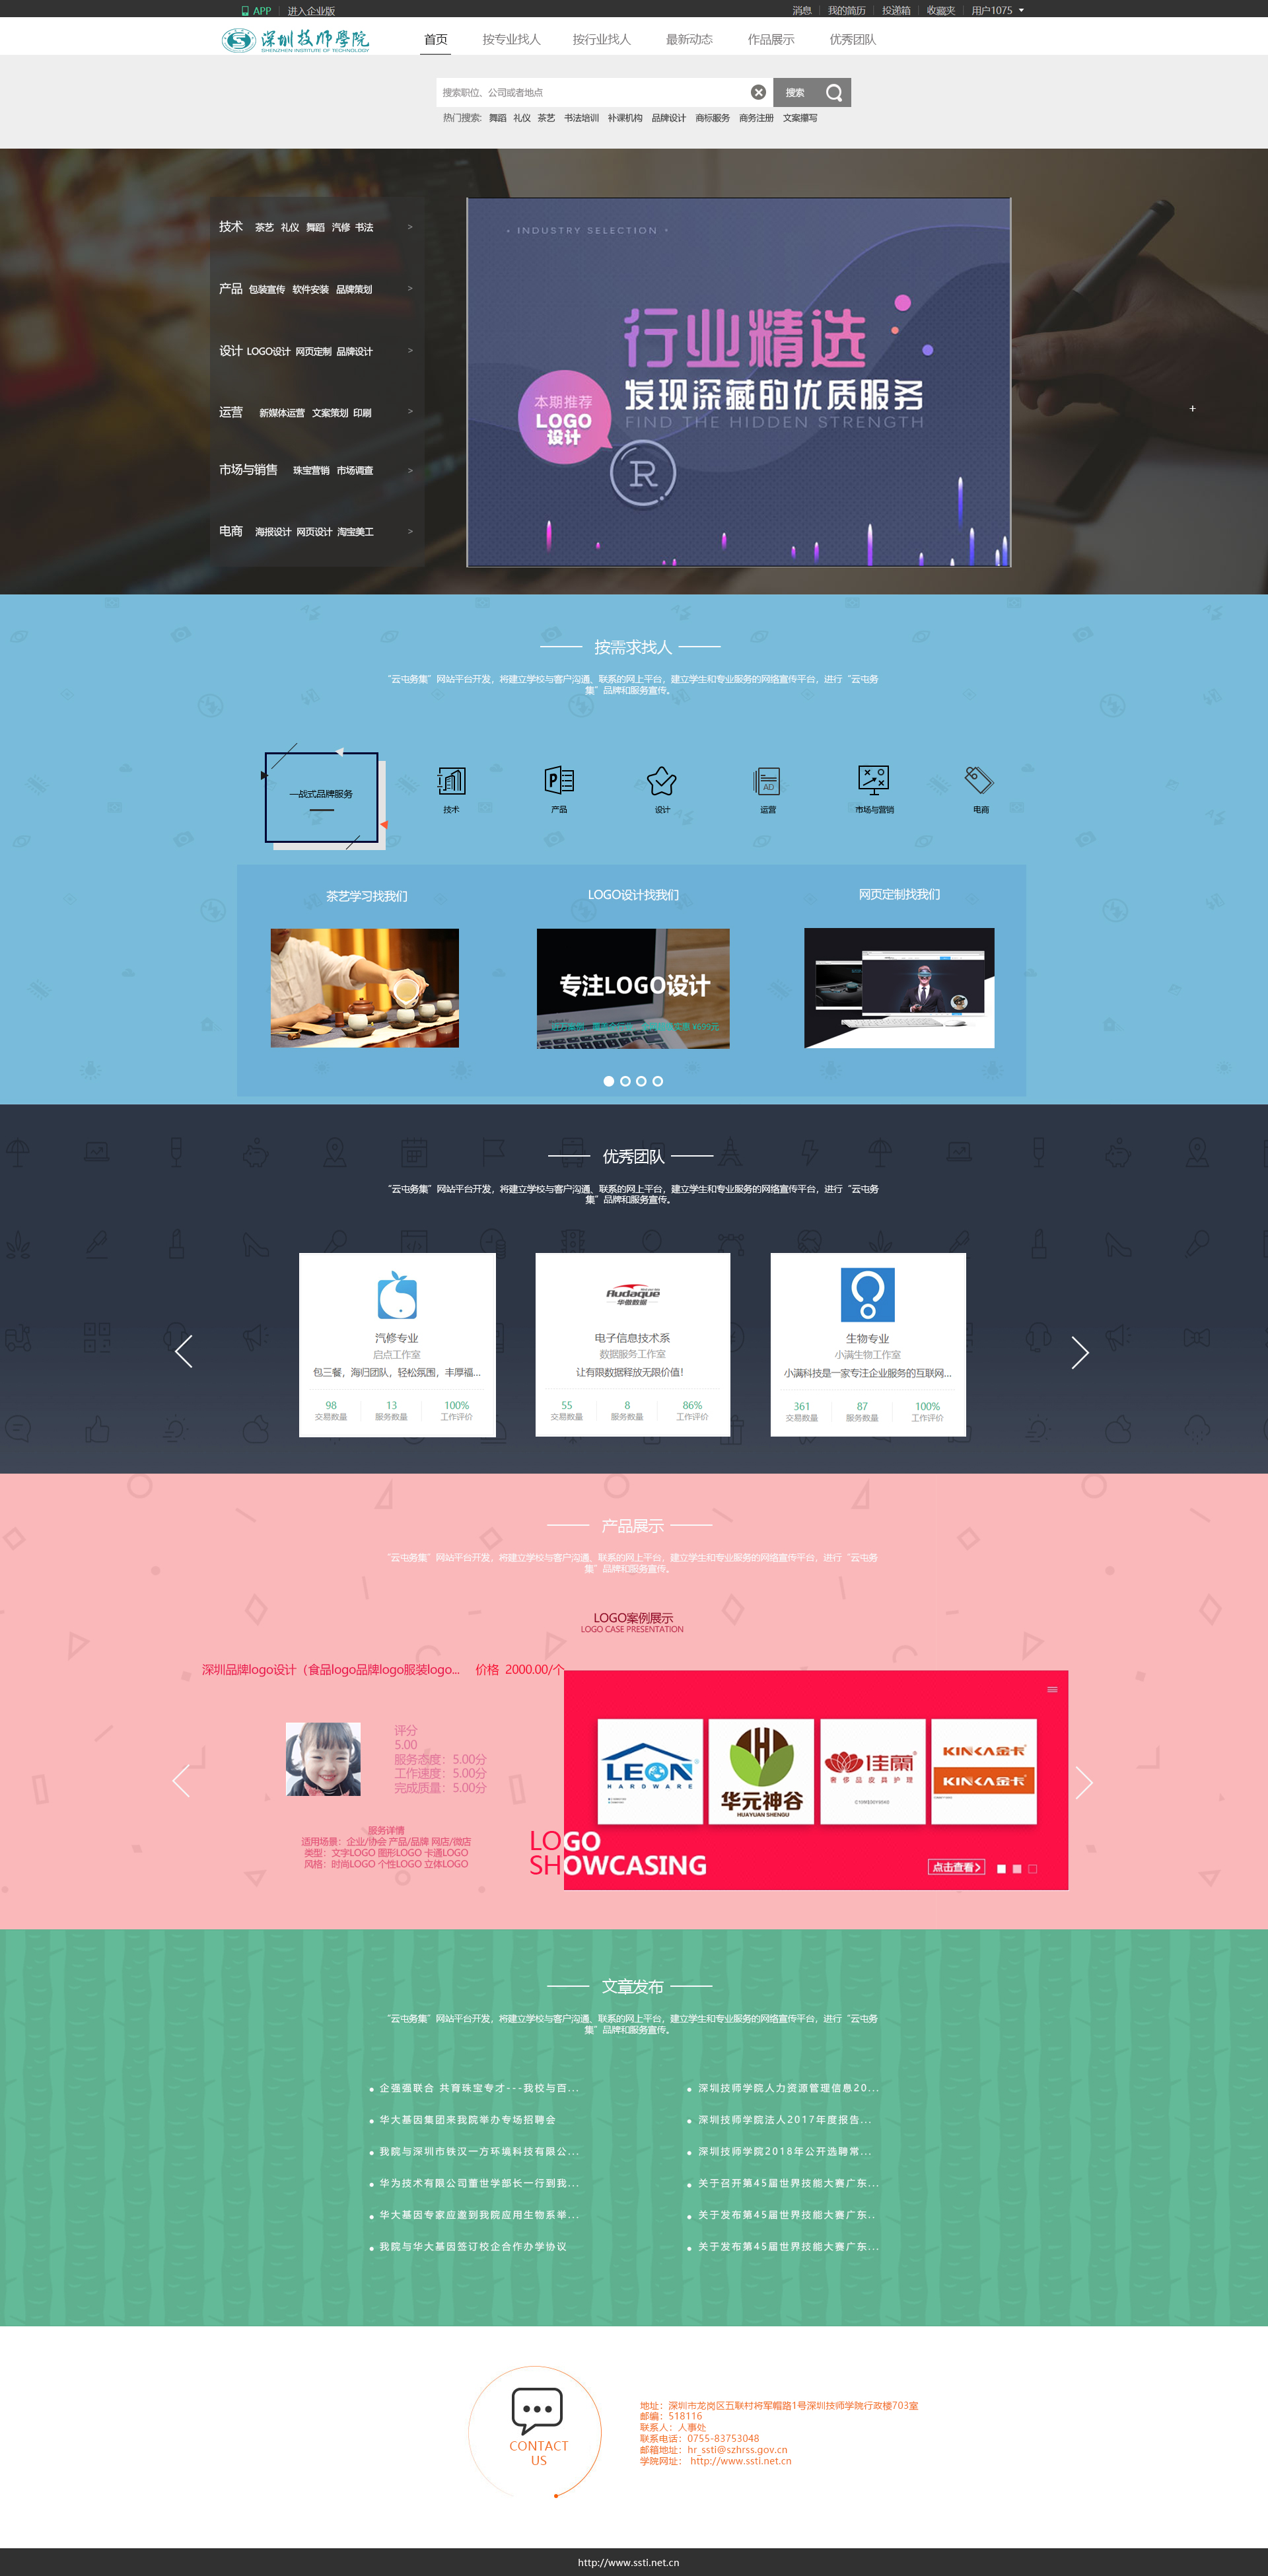 APP 进入企业版 消息 我的简历 投递箱 收藏夹 用户1075
深圳技师學院
SHENZHEN INSTITUTE OF TECHNOLOGY
首页 按专业找人 按行业找人 最新动态 作品展示 优秀团队
搜索职位、公司或者地点 搜索
热门搜索: 舞蹈 礼仪 茶艺 书法培训 补课机构 品牌设计 商标服务 商务注册 文案撰写
技术 茶艺 礼仪 舞蹈 汽修 书法 >
产品 包装宣传 软件安装 品牌策划 >
设计 LOGO设计 网页定制 品牌设计 >
运营 新媒体运营 文案策划 印刷 >
市场与销售 珠宝营销 市场调查 >
电商 海报设计 网页设计 淘宝美工 >
INDUSTRY SELECTION
行业精选
发现深藏的优质服务
FIND THE HIDDEN STRENGTH
本期推荐
LOGO
设计
R
按需求找人
“云屯务集”网站平台开发，将建立学校与客户沟通、联系的网上平台，建立学生和专业服务的网络宣传平台，进行“云屯务
集”品牌和服务宣传。
一战式品牌服务
技术 产品 设计 运营 市场与营销 电商
P
AD
茶艺学习找我们 LOGO设计找我们 网页定制找我们
专注LOGO设计
优秀团队
“云屯务集”网站平台开发，将建立学校与客户沟通、联系的网上平台，建立学生和专业服务的网络宣传平台，进行“云屯务
集”品牌和服务宣传。
汽修专业
启点工作室
包三餐，海归团队，轻松氛围，丰厚福...
98 13 100%
交易数量 服务数量 工作评价
Audaque
华傲数据
电子信息技术系
数据服务工作室
让有限数据释放无限价值！
55 8 86%
交易数量 服务数量 工作评价
生物专业
小满生物工作室
小满科技是一家专注企业服务的互联网...
361 87 100%
交易数量 服务数量 工作评价
产品展示
“云屯务集”网站平台开发，将建立学校与客户沟通、联系的网上平台，建立学生和专业服务的网络宣传平台，进行“云屯务
集”品牌和服务宣传。
LOGO案例展示
LOGO CASE PRESENTATION
深圳品牌logo设计（食品logo品牌logo服装logo... 价格 2000.00/个
评分
5.00
服务态度：5.00分
工作速度：5.00分
完成质量：5.00分
服务详情
适用场景：企业/协会 产品/品牌 网店/微店
类型：文字LOGO 图形LOGO 卡通LOGO
风格：时尚LOGO 个性LOGO 立体LOGO
LEON
HARDWARE
华元神谷
HUAYUAN SHENGU
佳薰
奢侈品皮具护理
KINKA金卡
KINKA金卡
LOGO
SHOWCASING
点击查看>
文章发布
“云屯务集”网站平台开发，将建立学校与客户沟通、联系的网上平台，建立学生和专业服务的网络宣传平台，进行“云屯务
集”品牌和服务宣传。
企强强联合 共育珠宝专才---我校与百...
华大基因集团来我院举办专场招聘会
我院与深圳市铁汉一方环境科技有限公...
华为技术有限公司董世学部长一行到我...
华大基因专家应邀到我院应用生物系举...
我院与华大基因签订校企合作办学协议
深圳技师学院人力资源管理信息20...
深圳技师学院法人2017年度报告...
深圳技师学院2018年公开选聘常...
关于召开第45届世界技能大赛广东...
关于发布第45届世界技能大赛广东..
关于发布第45届世界技能大赛广东...
CONTACT
US
地址：深圳市龙岗区五联村将军帽路1号深圳技师学院行政楼703室
邮编：518116
联系人：人事处
联系电话：0755-83753048
邮箱地址：hr_ssti@szhrss.gov.cn
学院网址： http://www.ssti.net.cn
http://www.ssti.net.cn